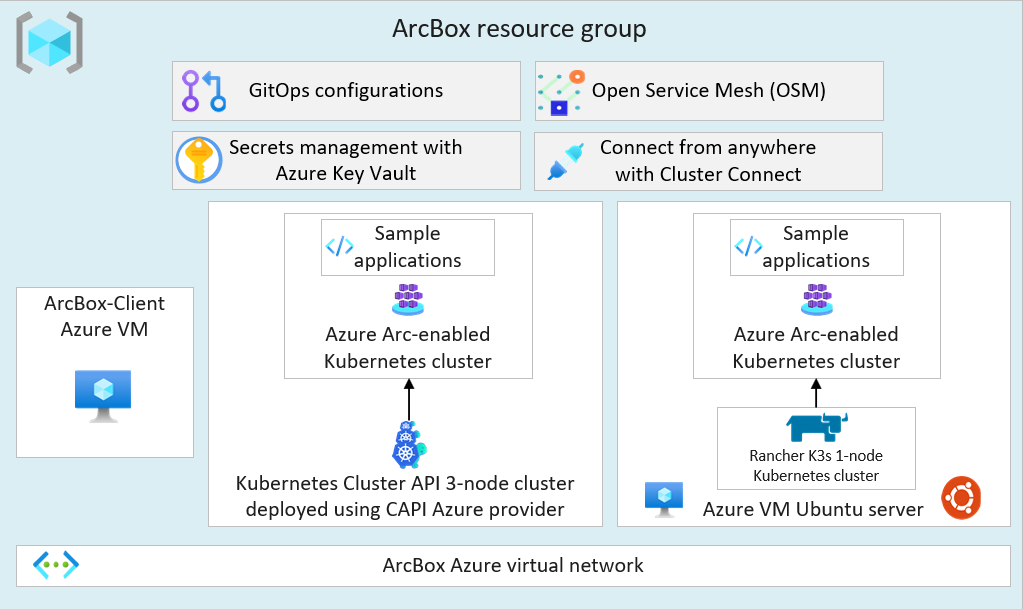 ArcBox resource group
GitOps configurations
Open Service Mesh (OSM)
Secrets management with
Azure Key Vault
Connect from anywhere
with Cluster Connect
ArcBox-Client
Azure VM
Sample
applications
Azure Arc-enabled
Kubernetes cluster
Kubernetes Cluster API 3-node cluster
deployed using CAPI Azure provider
Sample
applications
Azure Arc-enabled
Kubernetes cluster
Rancher K3s 1-node
Kubernetes cluster
Azure VM Ubuntu server
ArcBox Azure virtual network